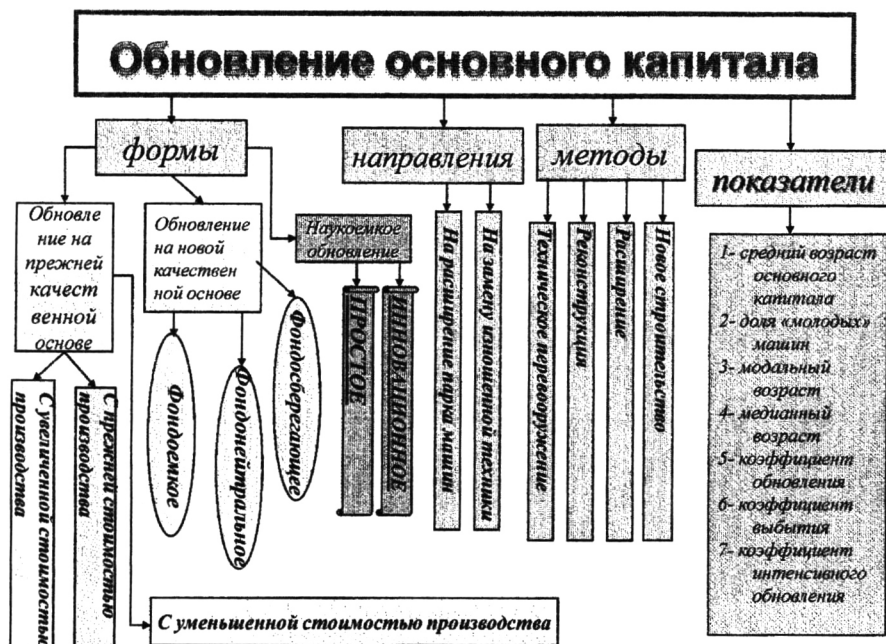 Обновление основного капитала
формы
направления
методы
показатели
Обновле
ние на
прежней
качест
венной
основе
Обновление
на новой
качествен
ной основе
Наукоемкое
обновление
С увеличенной стоимостью
производства
С прежней стоимостью
производства
Фондоемкое
Фондонейтральное
Фондосберегающее
ПРОСТОЕ
ИННОВАЦИОННОЕ
На расширение парка машин
На замену изношенной техники
Техническое перевооружение
Реконструкция
Расширение
Новое строительство
1- средний возраст
основного
капитала
2- доля «молодых»
машин
3- модальный
возраст
4- медианный
возраст
5- коэффициент
обновления
6- коэффициент
выбытия
7- коэффициент
интенсивного
обновления
С уменьшенной стоимостью производства